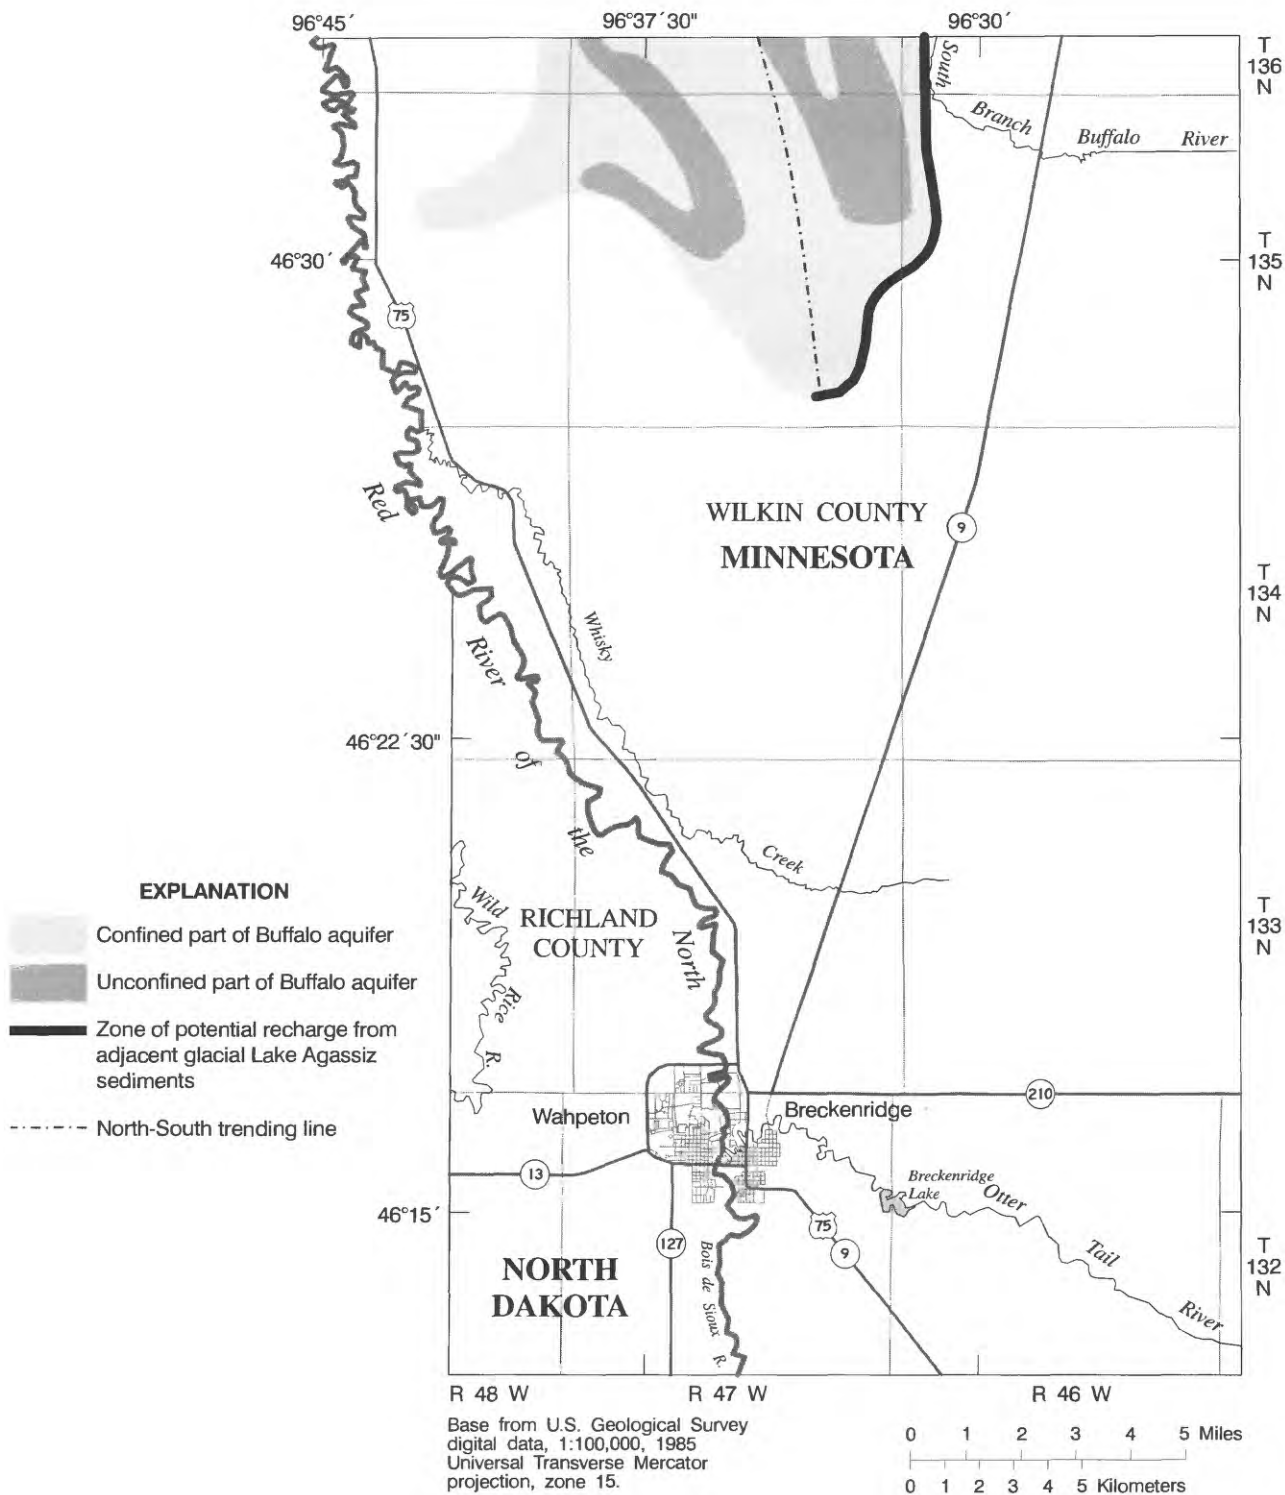 96°45´
96°37´30"
96°30´
T
136
N
South
Branch
Buffalo
River
46°30´
T
135
N
75
Red
River
of
the
North
WILKIN COUNTY
MINNESOTA
9
T
134
N
Whisky
Creek
46°22´30"
EXPLANATION
Confined part of Buffalo aquifer
Unconfined part of Buffalo aquifer
Zone of potential recharge from
adjacent glacial Lake Agassiz
sediments
North-South trending line
Wild
Rice
R.
RICHLAND
COUNTY
T
133
N
Wahpeton
Breckenridge
210
13
Breckenridge
Lake
Otter
Tail
River
46°15´
127
75
9
Bois de Sioux R.
NORTH
DAKOTA
T
132
N
R 48 W
R 47 W
R 46 W
Base from U.S. Geological Survey
digital data, 1:100,000, 1985
Universal Transverse Mercator
projection, zone 15.
0 1 2 3 4 5 Miles
0 1 2 3 4 5 Kilometers